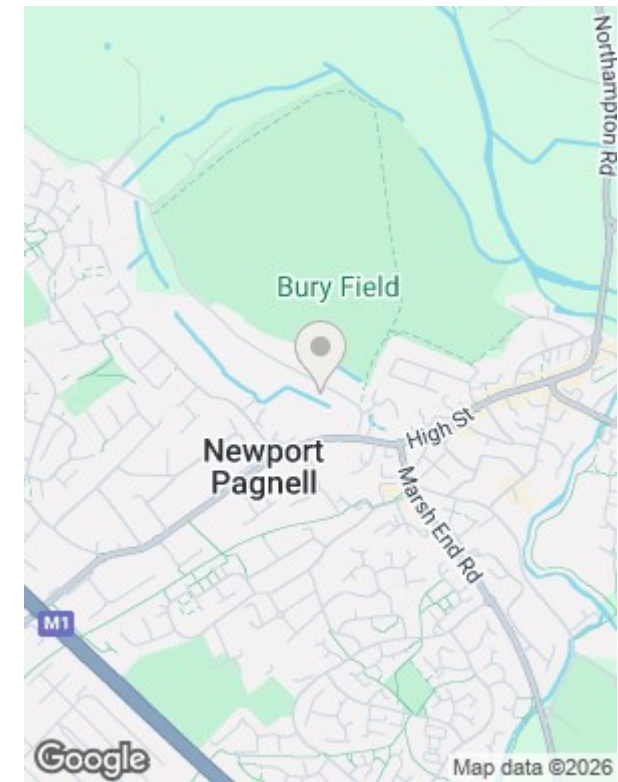 Northampton Rd
Bury Field
High St
Newport
Pagnell
Marsh End Rd
M1
Google
Map data ©2026